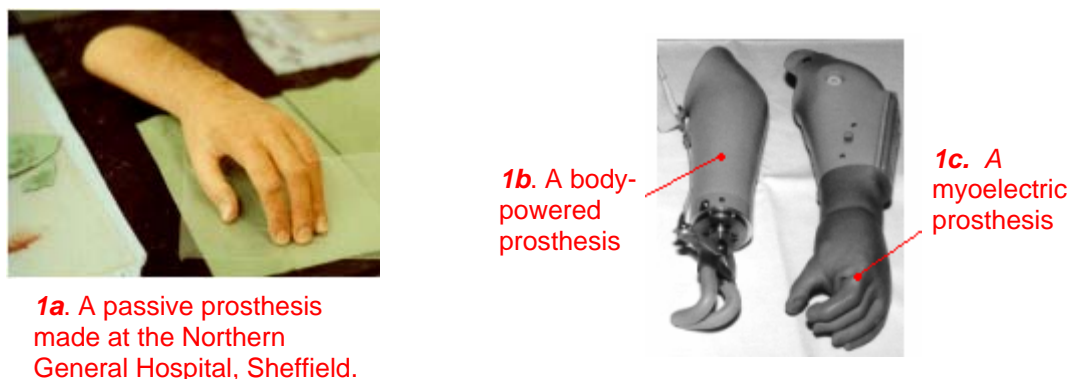 1a. A passive prosthesis
made at the Northern
General Hospital, Sheffield.
1b. A body-
powered
prosthesis
1c. A
myoelectric
prosthesis